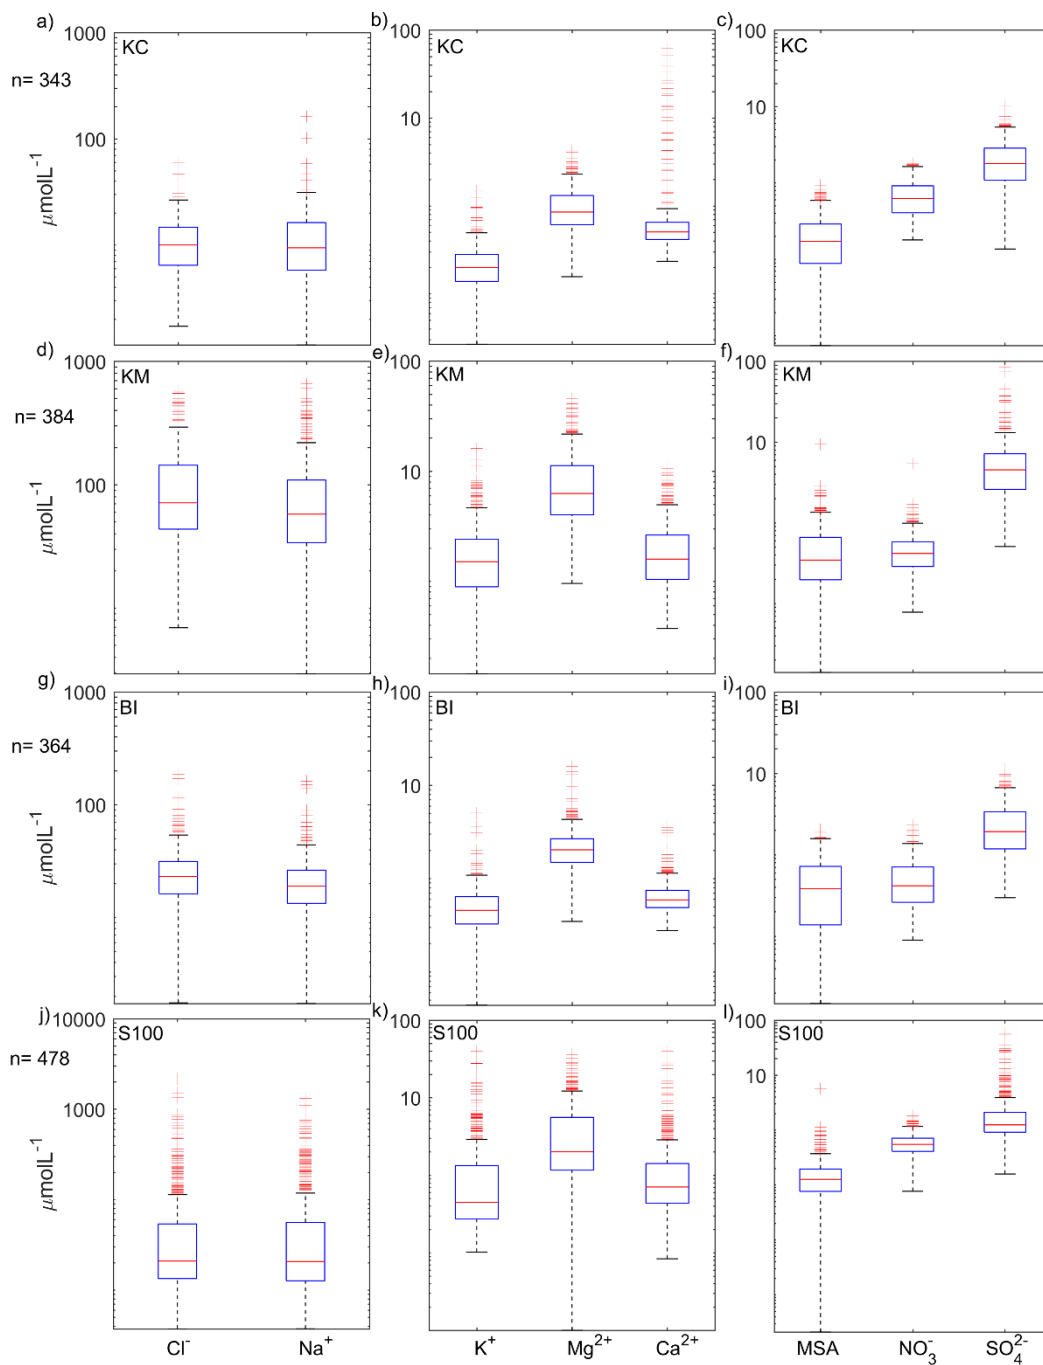 a) b) c)
1000 100 100
KC KC KC
n= 343
100 10 10
μmolL⁻¹
d) e) f)
1000 100 100
KM KM KM
n= 384
100 10 10
μmolL⁻¹
g) h) i)
1000 100 100
BI BI BI
n= 364
100 10 10
μmolL⁻¹
j) k) l)
10000 100 100
S100 S100 S100
n= 478
1000 10 10
μmolL⁻¹
Cl⁻ Na⁺ K⁺ Mg²⁺ Ca²⁺ MSA NO₃⁻ SO₄²⁻